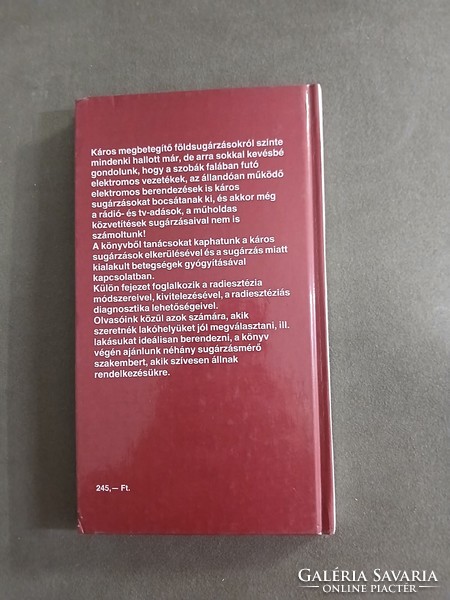 Káros megbetegítő földsugárzásokról szinte
mindenki hallott már, de arra sokkal kevésbé
gondolunk, hogy a szobák falában futó
elektromos vezetékek, az állandóan működő
elektromos berendezések is káros
sugárzásokat bocsátanak ki, és akkor még
a rádió- és tv-adások, a műholdas
közvetítések sugárzásaival nem is
számoltunk!
A könyvből tanácsokat kaphatunk a káros
sugárzások elkerülésével és a sugárzás miatt
kialakult betegségek gyógyításával
kapcsolatban.
Külön fejezet foglalkozik a radiesztézia
módszereivel, kivitelezésével, a radiesztéziás
diagnosztika lehetőségeivel.
Olvasóink közül azok számára, akik
szeretnék lakóhelyüket jól megválasztani, ill.
lakásukat ideálisan berendezni, a könyv
végén ajánlunk néhány sugárzásmérő
szakembert, akik szívesen állnak
rendelkezésükre.
245,— Ft.
GALÉRIA SAVARIA
ONLINE PIACTÉR